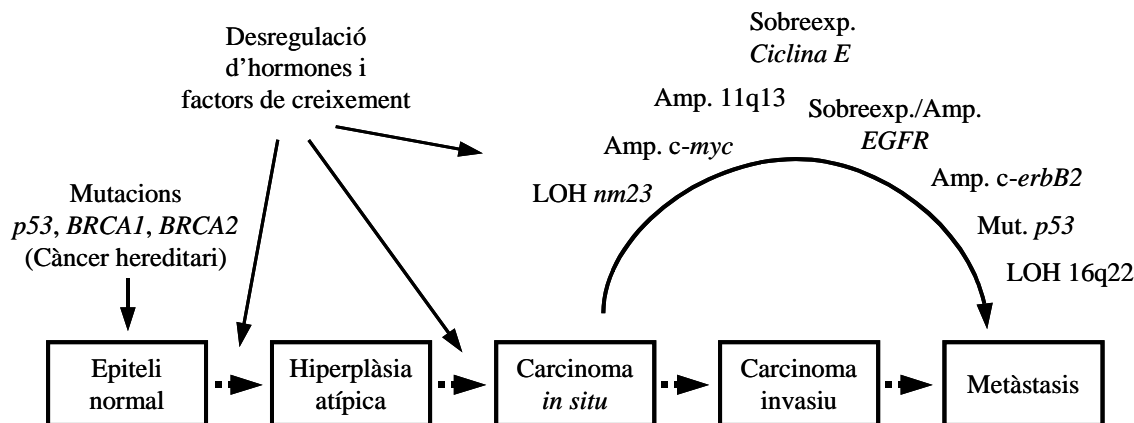 Desregulació
d’hormones i
factors de creixement
Sobreexp.
Ciclina E
Amp. 11q13
Sobreexp./Amp.
EGFR
Amp. c-myc
Amp. c-erbB2
LOH nm23
Mut. p53
LOH 16q22
Mutacions
p53, BRCA1, BRCA2
(Càncer hereditari)
Epiteli
normal
Hiperplàsia
atípica
Carcinoma
in situ
Carcinoma
invasiu
Metàstasis